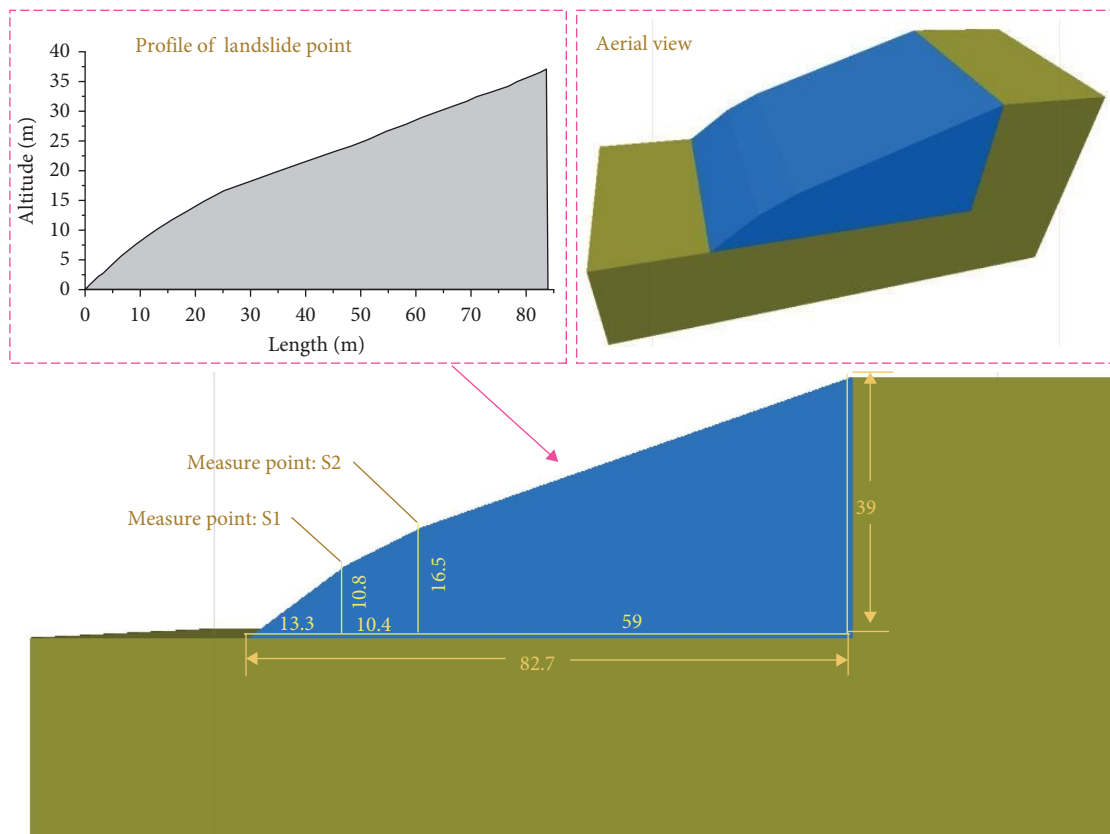 Profile of landslide point
40
35
30
25
20
15
10
5
0
Altitude (m)
0 10 20 30 40 50 60 70 80
Length (m)
Aerial view
Measure point: S2
Measure point: S1
39
10.8
16.5
13.3
10.4
59
82.7